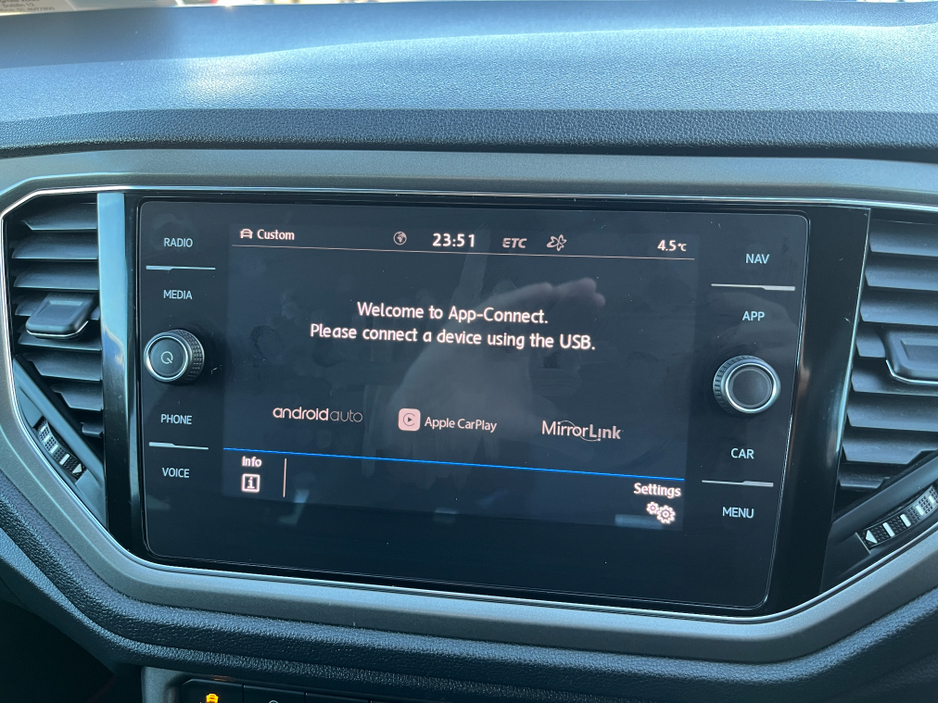 RADIO
MEDIA
PHONE
VOICE
Custom
23:51
ETC
4.5°C
Welcome to App-Connect.
Please connect a device using the USB.
androidauto
Apple CarPlay
MirrorLink
Info
i
Settings
NAV
APP
CAR
MENU